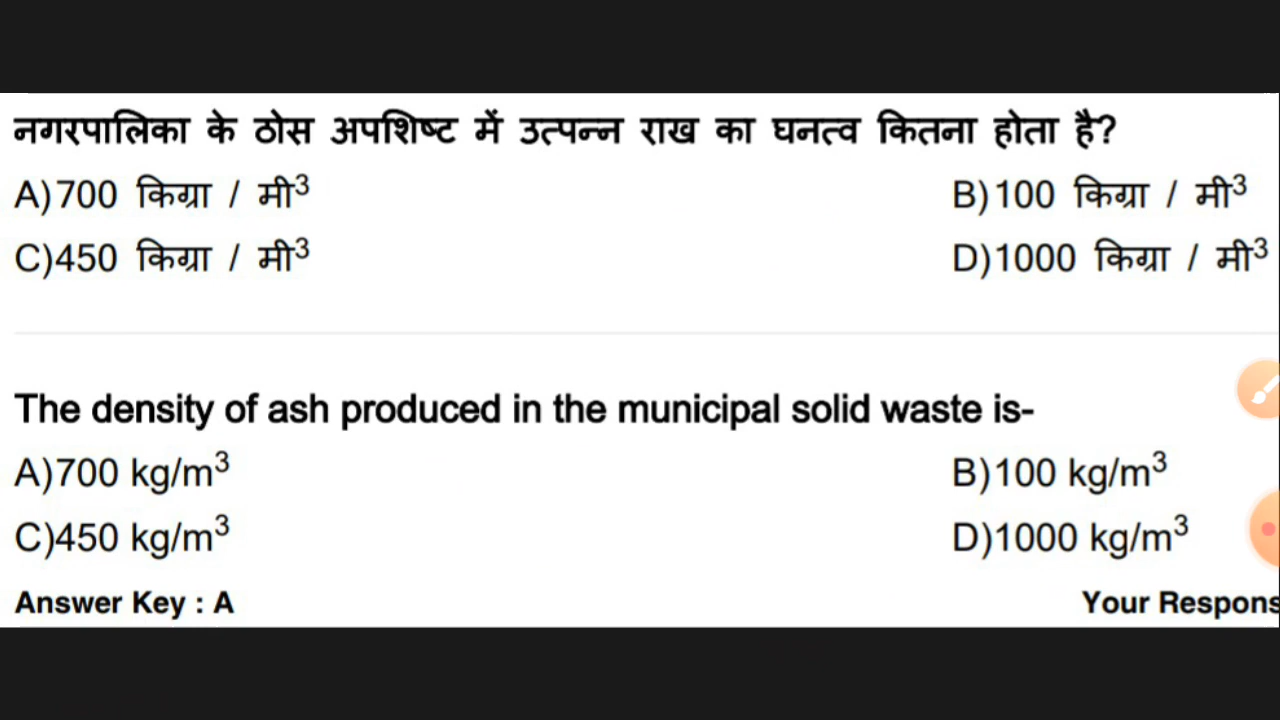 नगरपालिका के ठोस अपशिष्ट में उत्पन्न राख का घनत्व कितना होता है?
A)700 किग्रा / मी³ B)100 किग्रा / मी³
C)450 किग्रा / मी³ D)1000 किग्रा / मी³
The density of ash produced in the municipal solid waste is-
A)700 kg/m³ B)100 kg/m³
C)450 kg/m³ D)1000 kg/m³
Answer Key : A Your Respons